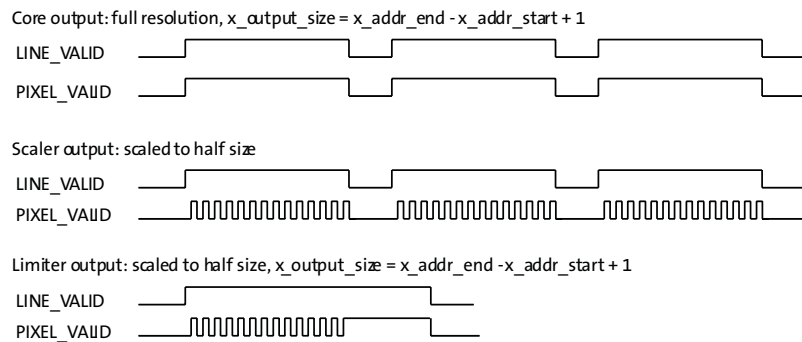 Core output: full resolution, x_output_size = x_addr_end - x_addr_start + 1
LINE_VALID
PIXEL_VALID
Scaler output: scaled to half size
LINE_VALID
PIXEL_VALID
Limiter output: scaled to half size, x_output_size = x_addr_end -x_addr_start + 1
LINE_VALID
PIXEL_VALID